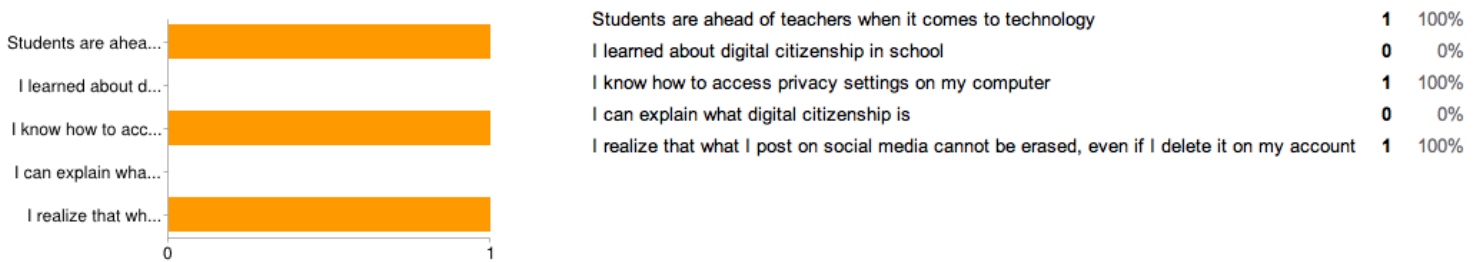 Students are ahea...
I learned about d...
I know how to acc...
I can explain wha...
I realize that wh...
0 1
Students are ahead of teachers when it comes to technology 1 100%
I learned about digital citizenship in school 0 0%
I know how to access privacy settings on my computer 1 100%
I can explain what digital citizenship is 0 0%
I realize that what I post on social media cannot be erased, even if I delete it on my account 1 100%